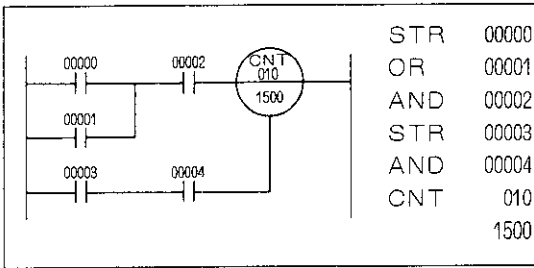 00000
00002
CNT
010
1500
00001
00003
00004
STR 00000
OR 00001
AND 00002
STR 00003
AND 00004
CNT 010
1500